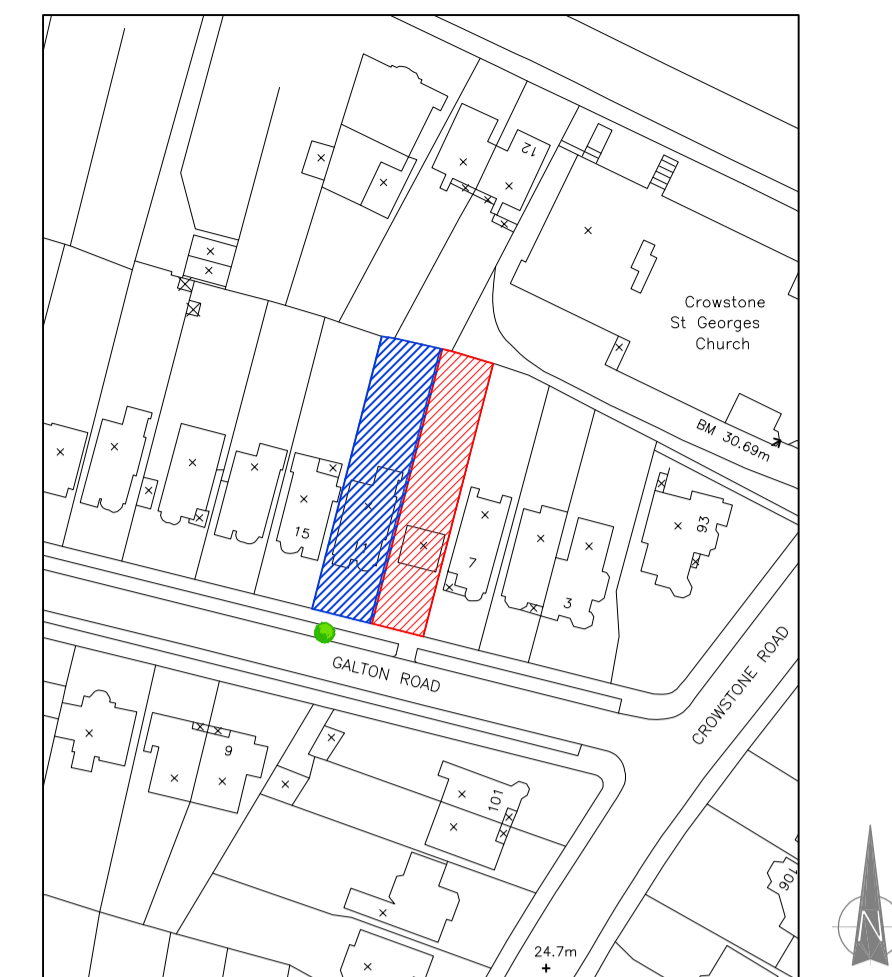 12
Crowstone
St Georges
Church
BM 30.69m
93
15
11
7
3
GALTON ROAD
CROWSTONE ROAD
9
101
106
24.7m
N